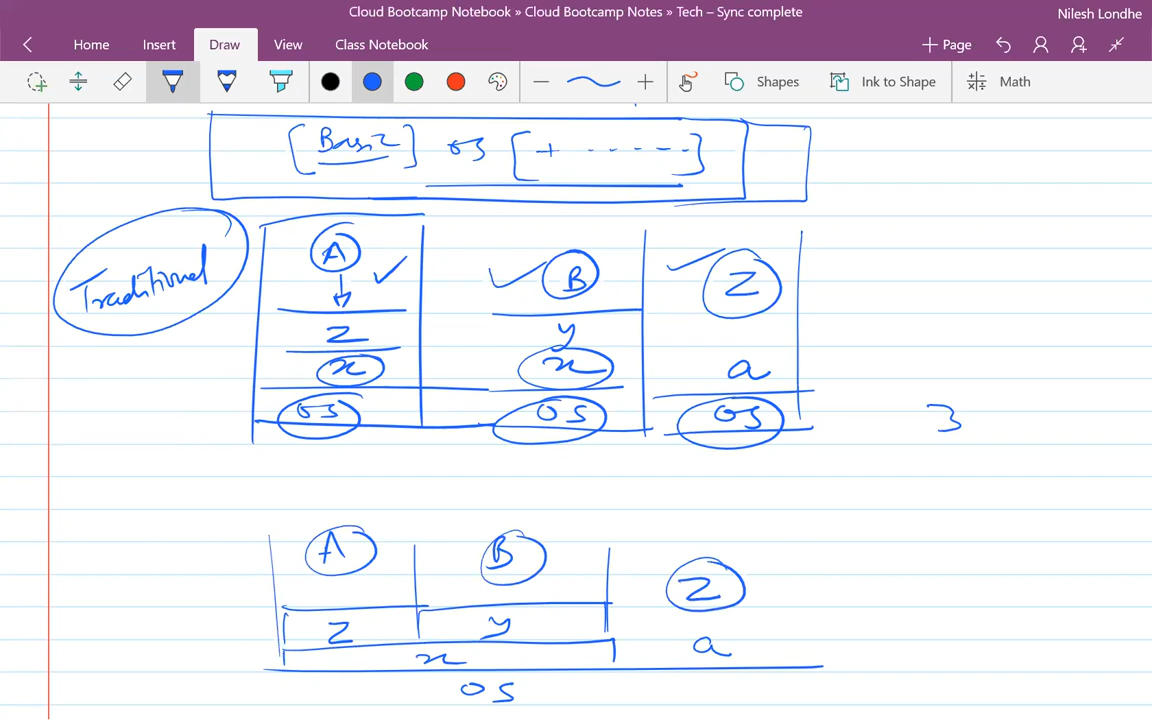 Cloud Bootcamp Notebook » Cloud Bootcamp Notes » Tech – Sync complete
Nilesh Londhe
Home Insert Draw View Class Notebook + Page
Shapes Ink to Shape Math
[Basic] OS [+ ------]
Traditional
A B Z
z y
x x a
OS OS OS 3
A B Z
z y a
x
OS